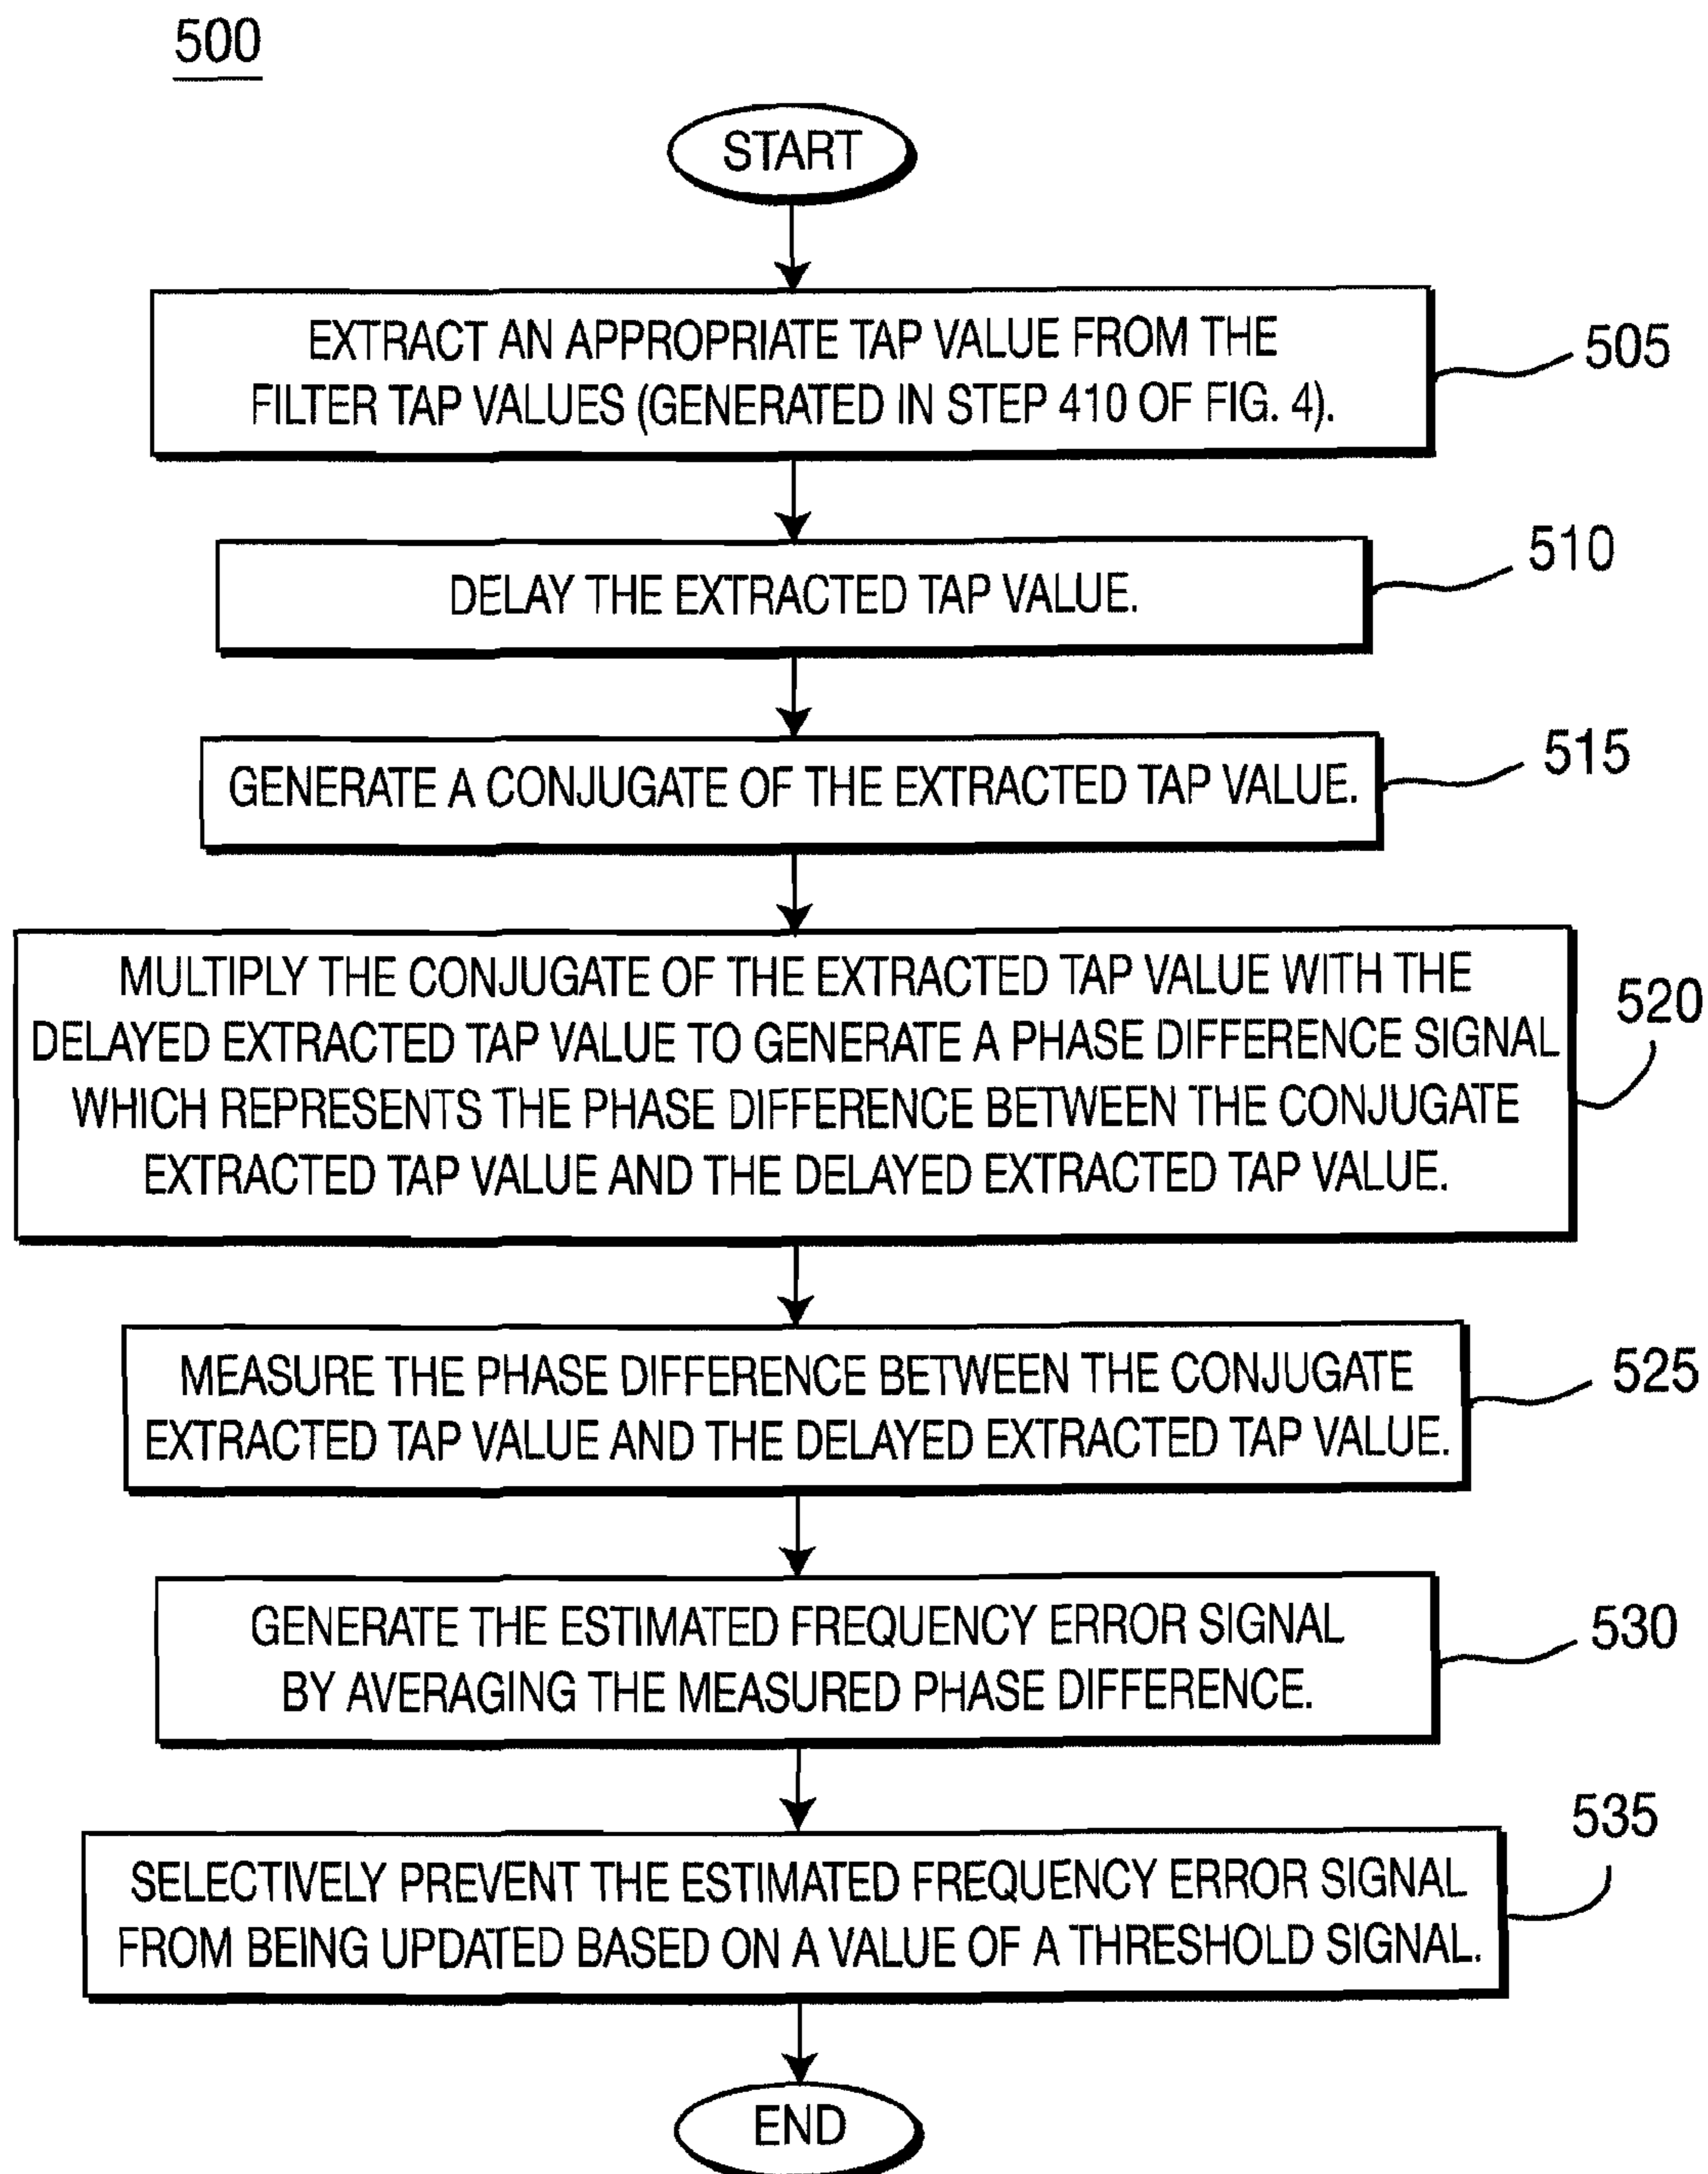 500
START
EXTRACT AN APPROPRIATE TAP VALUE FROM THE
FILTER TAP VALUES (GENERATED IN STEP 410 OF FIG. 4).
505
DELAY THE EXTRACTED TAP VALUE.
510
GENERATE A CONJUGATE OF THE EXTRACTED TAP VALUE.
515
MULTIPLY THE CONJUGATE OF THE EXTRACTED TAP VALUE WITH THE
DELAYED EXTRACTED TAP VALUE TO GENERATE A PHASE DIFFERENCE SIGNAL
WHICH REPRESENTS THE PHASE DIFFERENCE BETWEEN THE CONJUGATE
EXTRACTED TAP VALUE AND THE DELAYED EXTRACTED TAP VALUE.
520
MEASURE THE PHASE DIFFERENCE BETWEEN THE CONJUGATE
EXTRACTED TAP VALUE AND THE DELAYED EXTRACTED TAP VALUE.
525
GENERATE THE ESTIMATED FREQUENCY ERROR SIGNAL
BY AVERAGING THE MEASURED PHASE DIFFERENCE.
530
SELECTIVELY PREVENT THE ESTIMATED FREQUENCY ERROR SIGNAL
FROM BEING UPDATED BASED ON A VALUE OF A THRESHOLD SIGNAL.
535
END